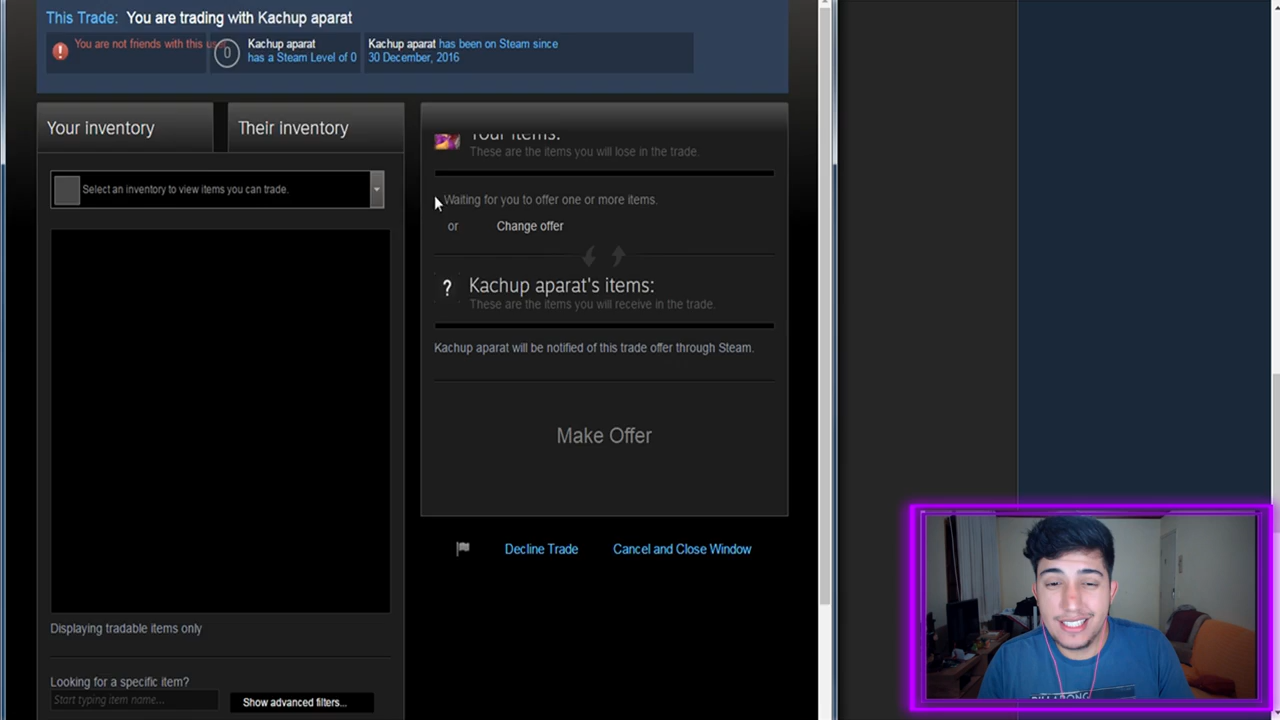 This Trade: You are trading with Kachup aparat
You are not friends with this
0
Kachup aparat
has a Steam Level of 0
Kachup aparat has been on Steam since
30 December, 2016
Your inventory
Their inventory
Select an inventory to view items you can trade.
Displaying tradable items only
Looking for a specific item?
Start typing item name...
Show advanced filters...
Your items:
These are the items you will lose in the trade.
Waiting for you to offer one or more items.
or Change offer
? Kachup aparat's items:
These are the items you will receive in the trade.
Kachup aparat will be notified of this trade offer through Steam.
Make Offer
Decline Trade
Cancel and Close Window
BILLABONG